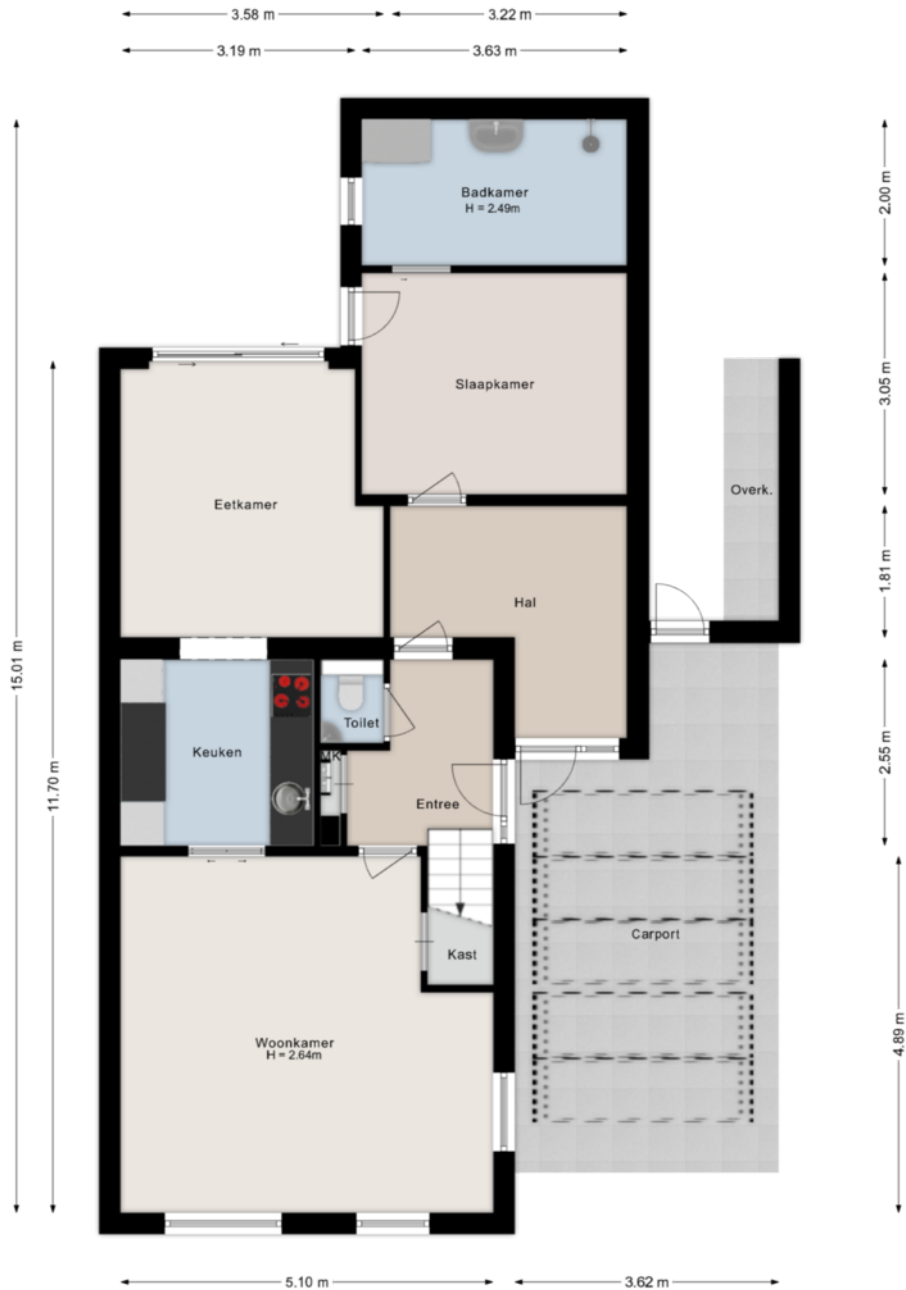 3.58 m
3.22 m
3.19 m
3.63 m
Badkamer
H = 2.49m
2.00 m
Slaapkamer
3.05 m
Eetkamer
Overk.
Hal
1.81 m
15.01 m
Toilet
Keuken
MK
2.55 m
11.70 m
Entree
Carport
Kast
Woonkamer
H = 2.64m
4.89 m
5.10 m
3.62 m